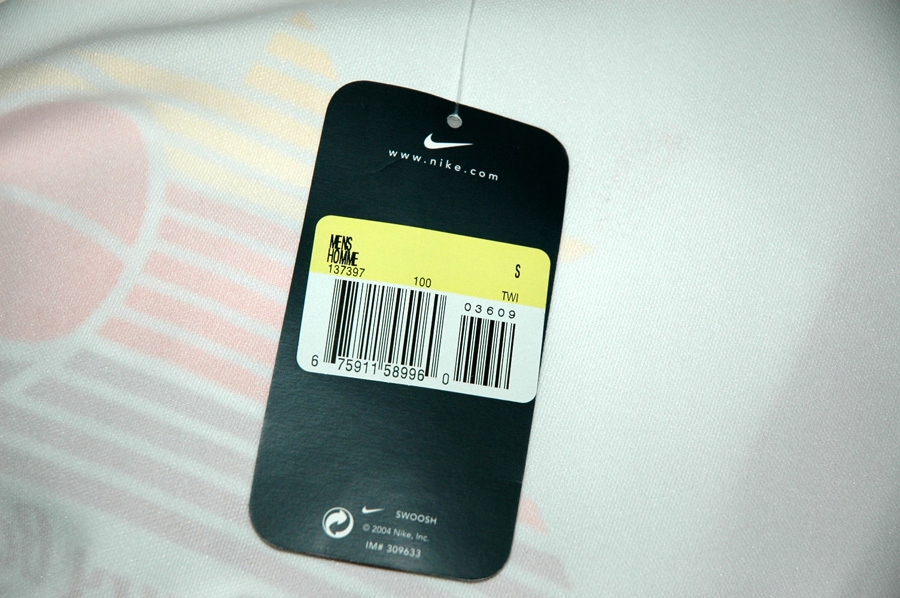 www.nike.com
MENS
HOMME
S
137397 100 TWI
03609
6 75911 58996 0
SWOOSH
© 2004 Nike, Inc.
IM# 309633